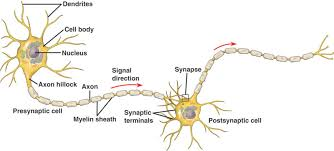 Dendrites
Cell body
Nucleus
Axon hillock
Axon
Signal
direction
Synapse
Presynaptic cell
Myelin sheath
Synaptic
terminals
Postsynaptic cell